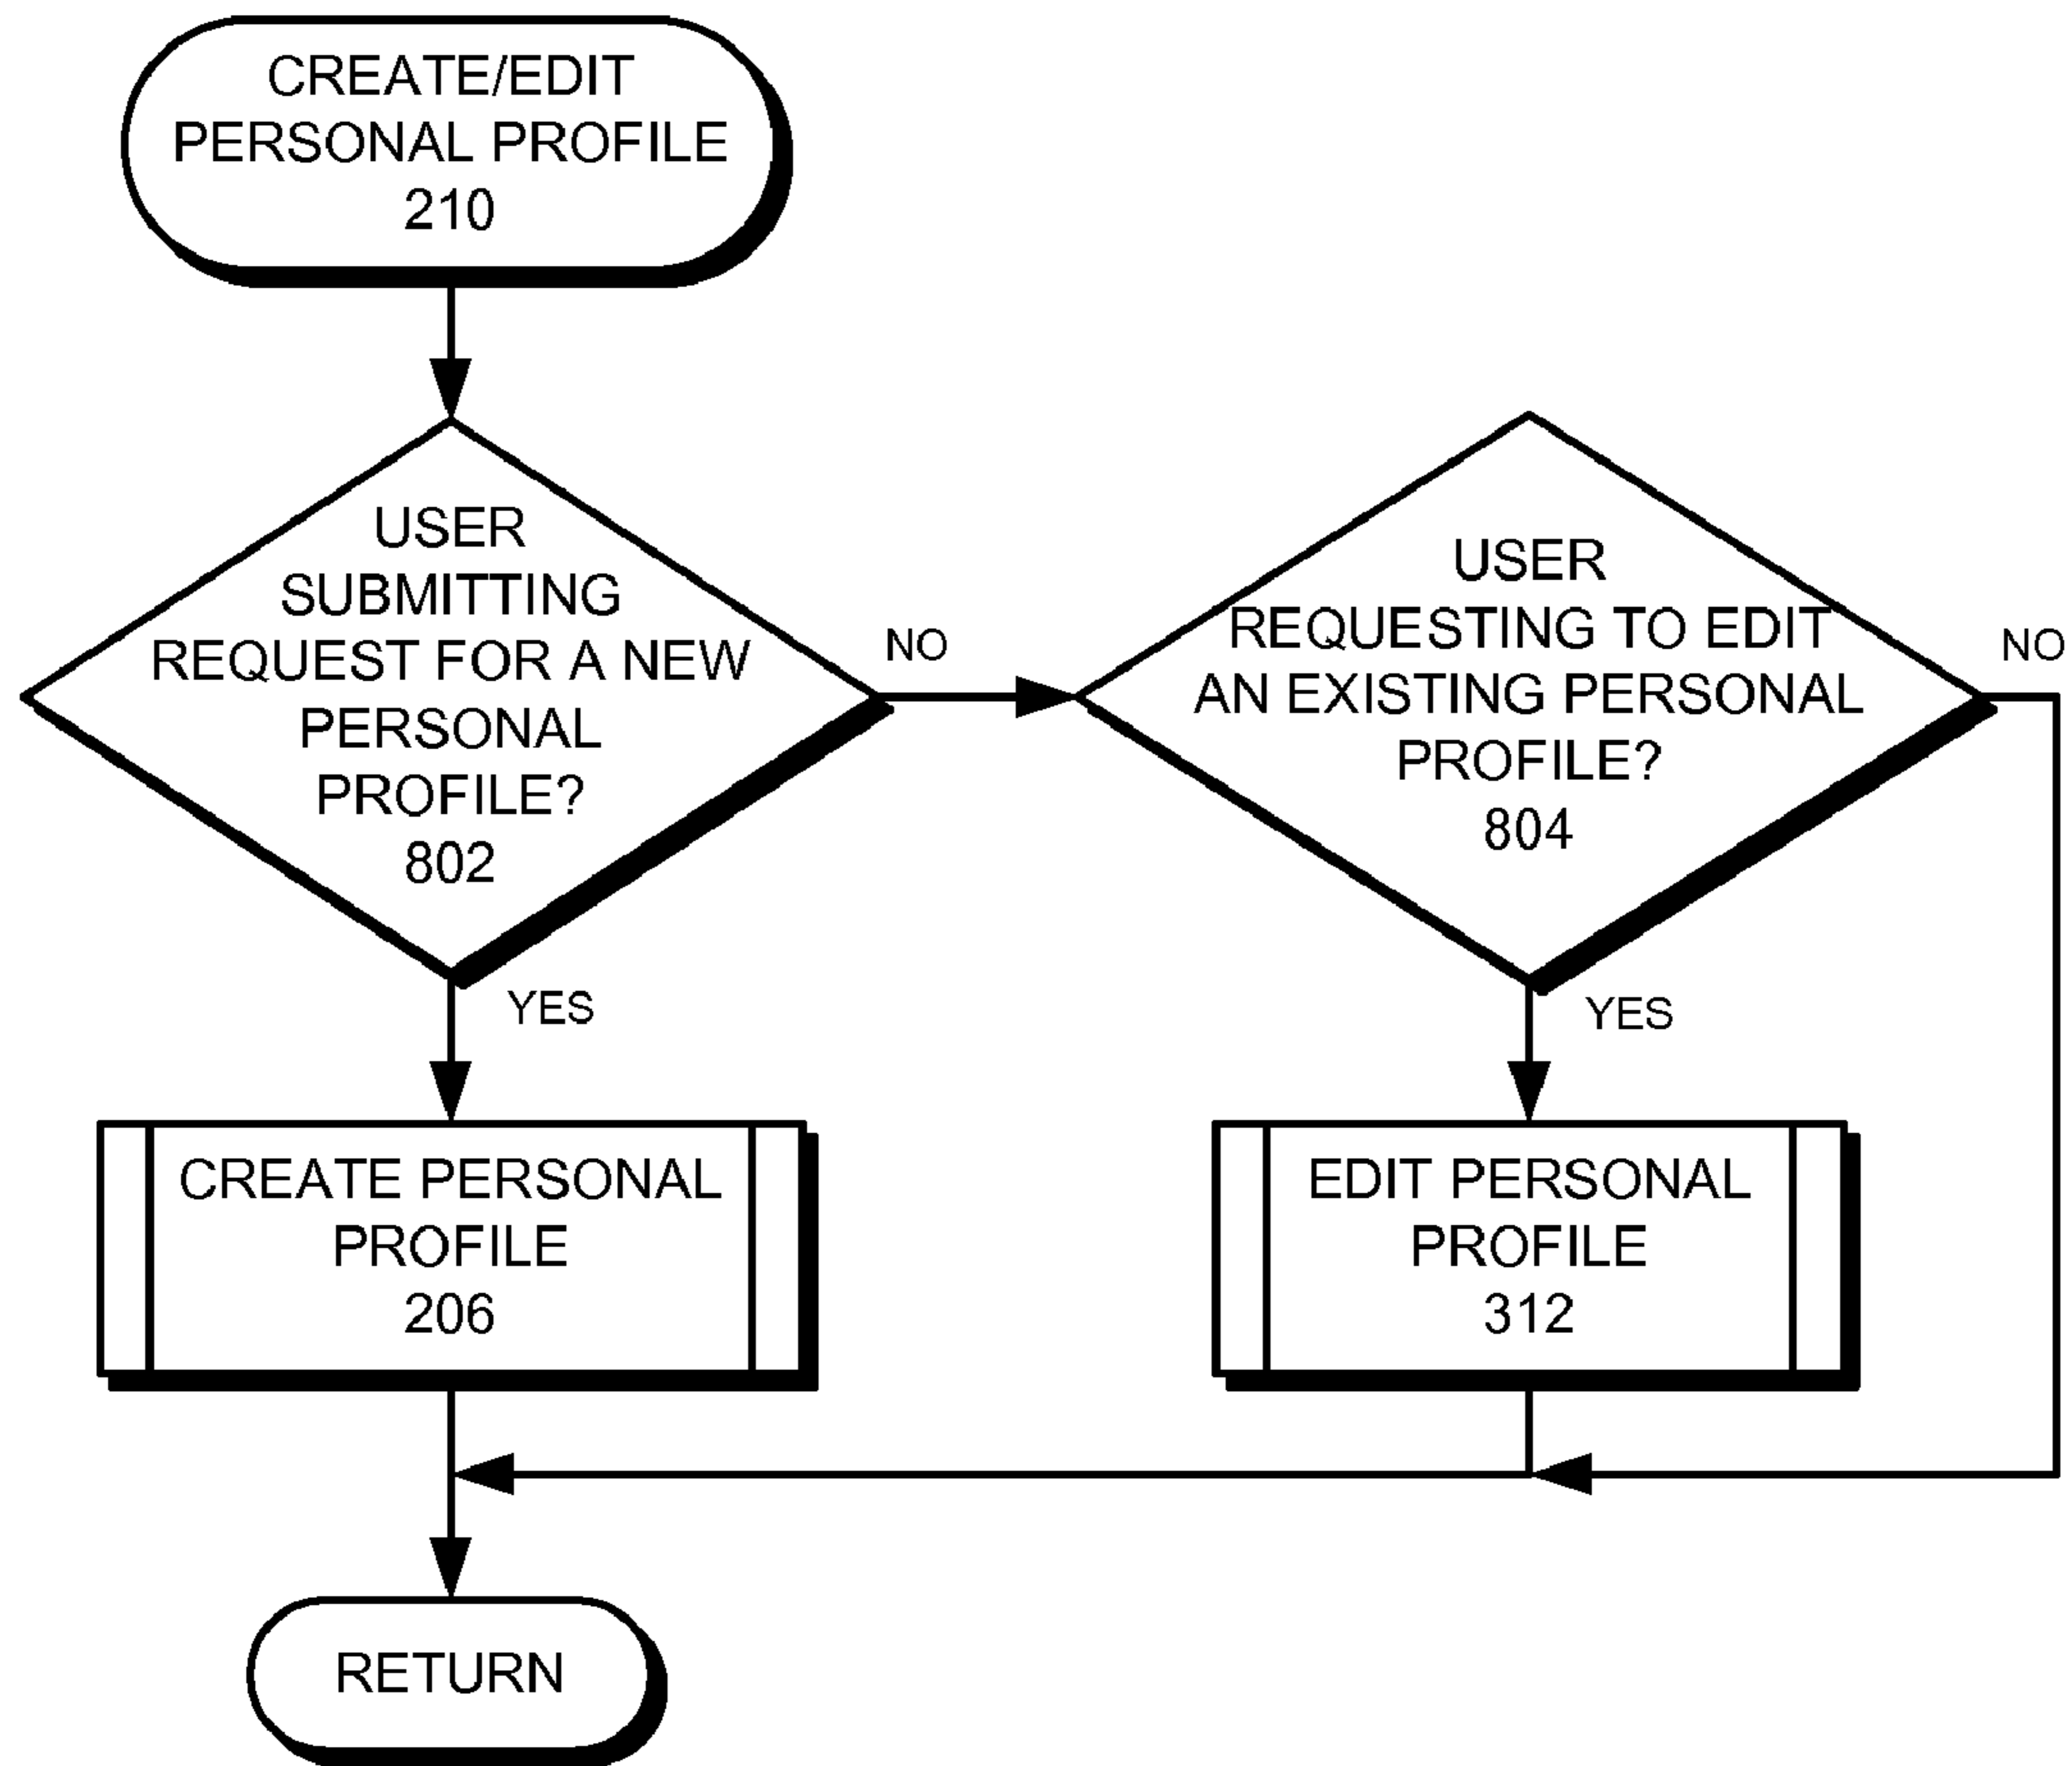 CREATE/EDIT
PERSONAL PROFILE
210
USER
SUBMITTING
REQUEST FOR A NEW
PERSONAL
PROFILE?
802
NO
USER
REQUESTING TO EDIT
AN EXISTING PERSONAL
PROFILE?
804
NO
YES
YES
CREATE PERSONAL
PROFILE
206
EDIT PERSONAL
PROFILE
312
RETURN